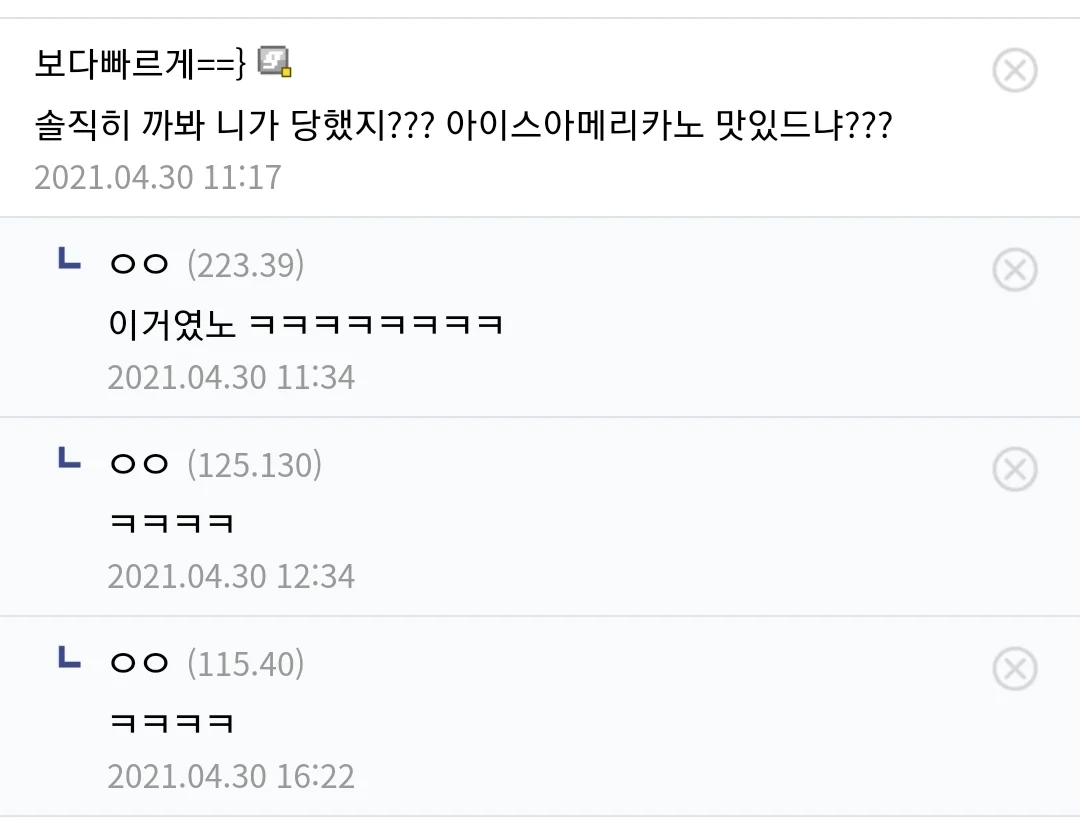 보다빠르게==}
솔직히 까봐 니가 당했지??? 아이스아메리카노 맛있드냐???
2021.04.30 11:17
ㅇㅇ (223.39)
이거였노 ㅋㅋㅋㅋㅋㅋㅋㅋ
2021.04.30 11:34
ㅇㅇ (125.130)
ㅋㅋㅋㅋ
2021.04.30 12:34
ㅇㅇ (115.40)
ㅋㅋㅋㅋ
2021.04.30 16:22